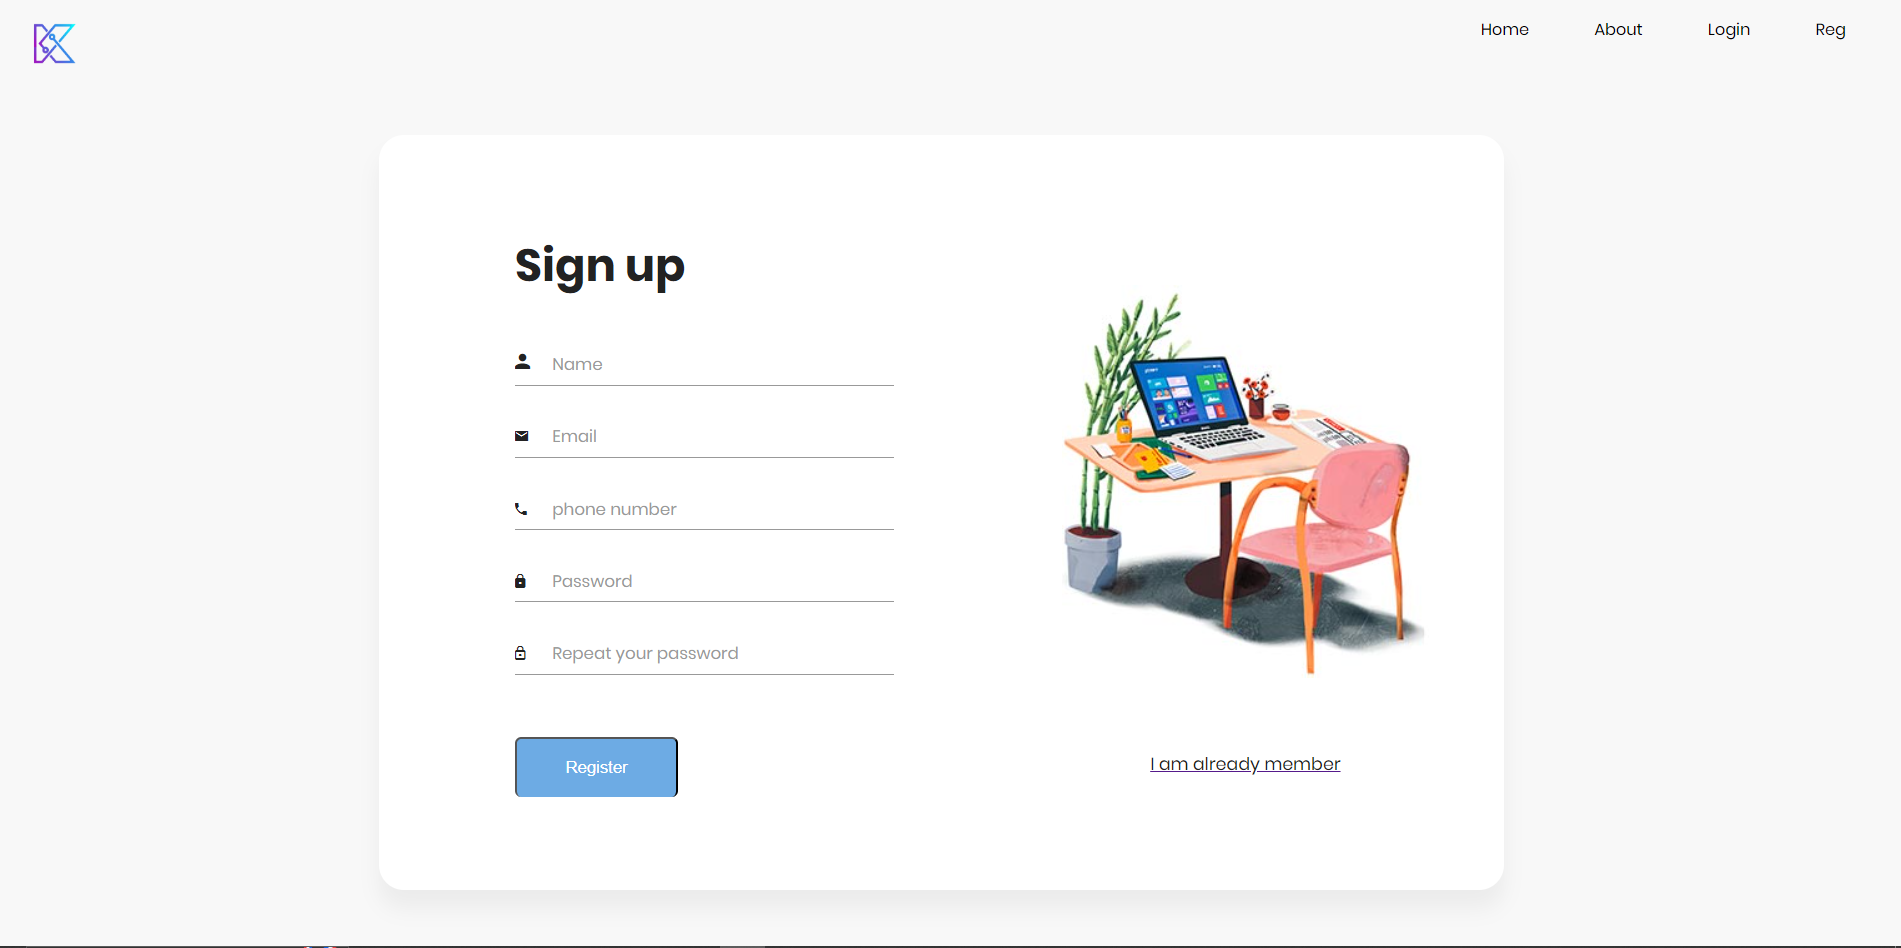 Home About Login Reg
Sign up
Name
Email
phone number
Password
Repeat your password
Register
I am already member